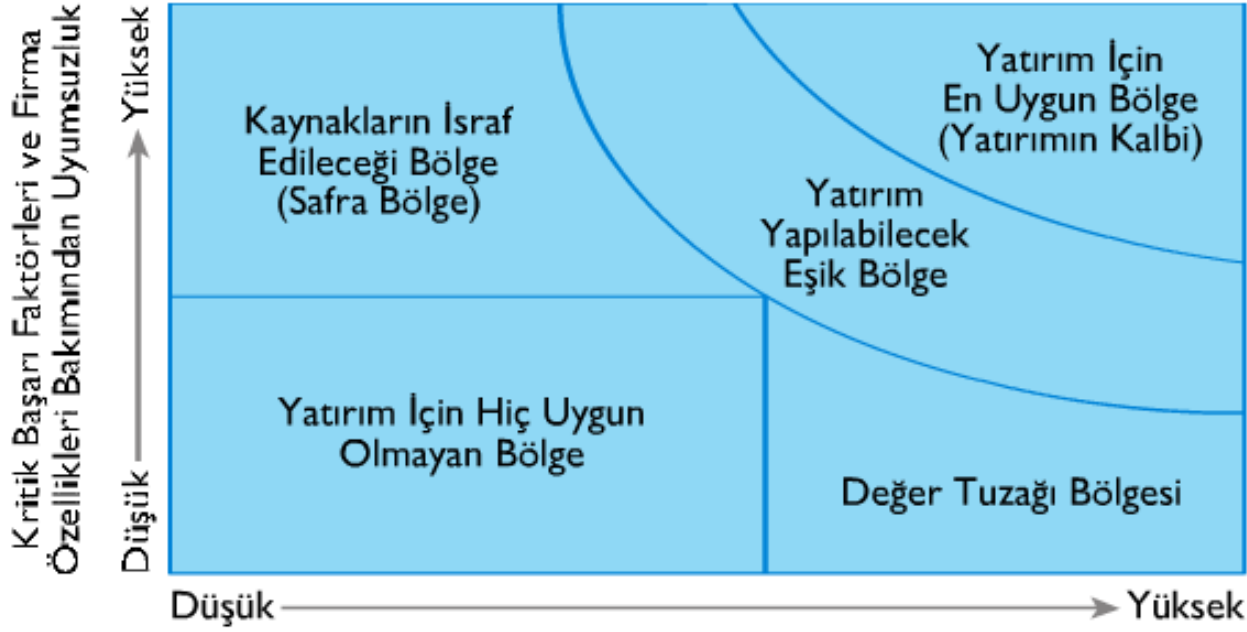 Kritik Başarı Faktörleri ve Firma
Özellikleri Bakımından Uyumsuzluk
Yüksek
Düşük
Kaynakların İsraf
Edileceği Bölge
(Safra Bölge)
Yatırım İçin
En Uygun Bölge
(Yatırımın Kalbi)
Yatırım
Yapılabilecek
Eşik Bölge
Yatırım İçin Hiç Uygun
Olmayan Bölge
Değer Tuzağı Bölgesi
Düşük
Yüksek